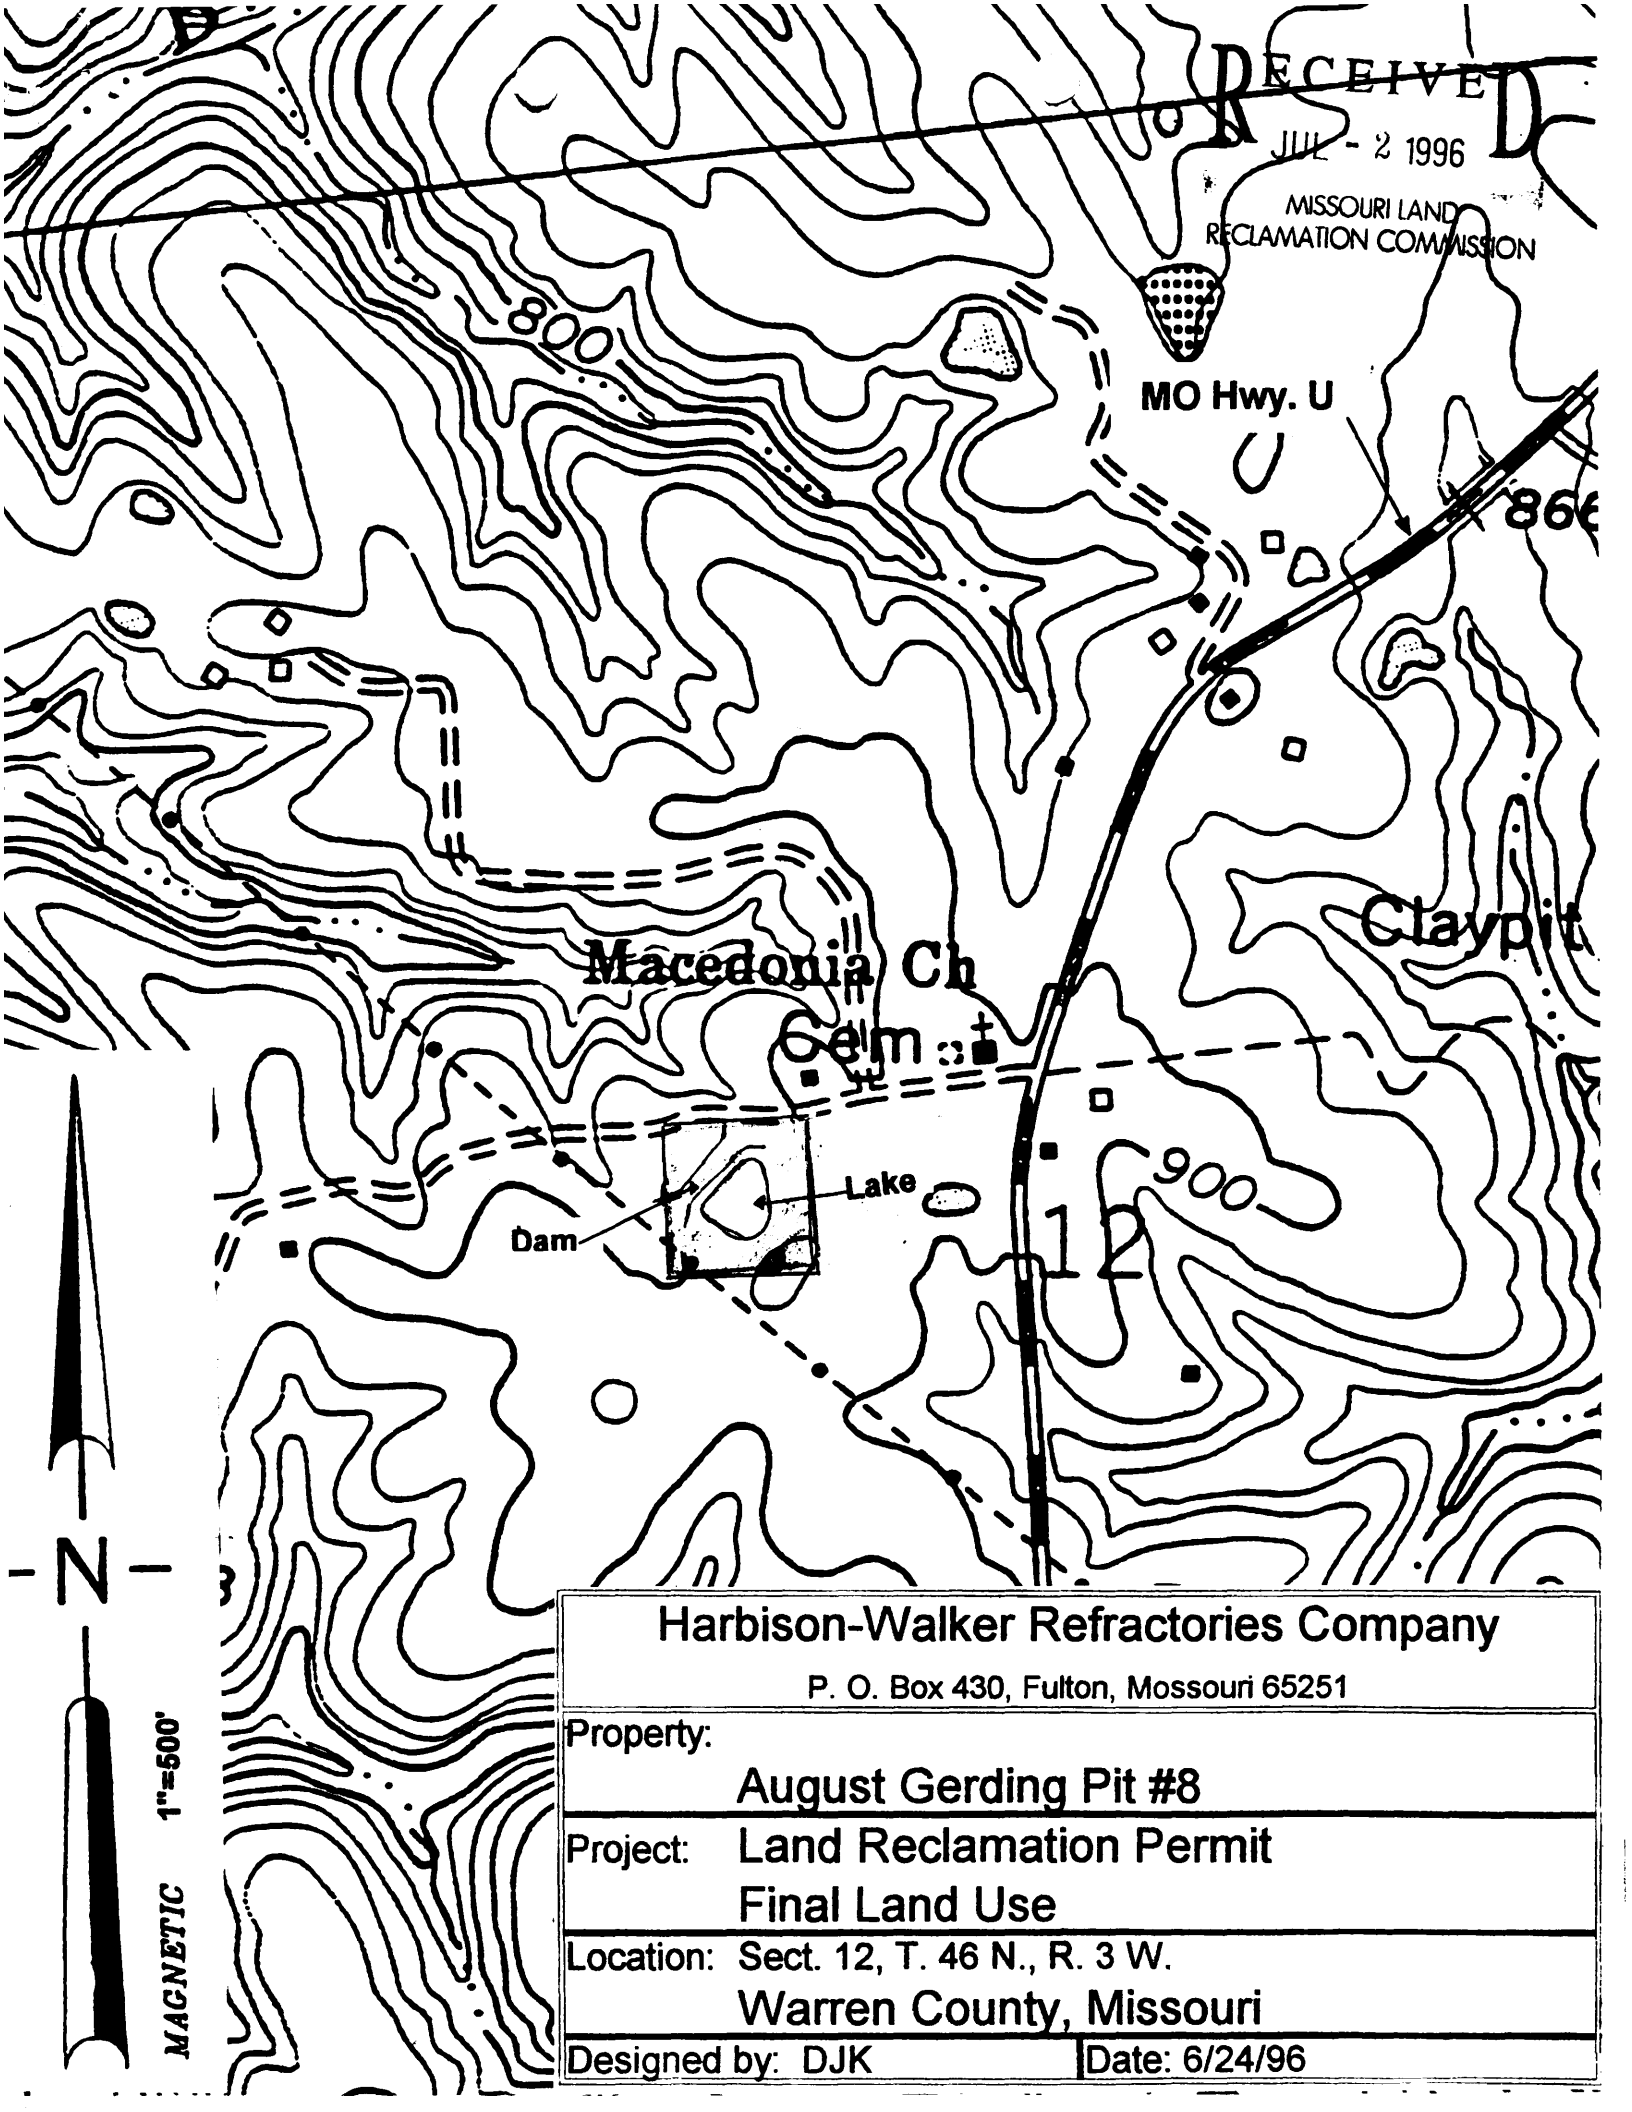 RECEIVED
JUL - 2 1996
MISSOURI LAND
RECLAMATION COMMISSION
800
MO Hwy. U
866
Claypit
Macedonia Ch
Cem
Lake
900
Dam
12
N
1"=500'
MAGNETIC
Harbison-Walker Refractories Company
P. O. Box 430, Fulton, Mossouri 65251
Property:
August Gerding Pit #8
Project: Land Reclamation Permit
Final Land Use
Location: Sect. 12, T. 46 N., R. 3 W.
Warren County, Missouri
Designed by: DJK Date: 6/24/96